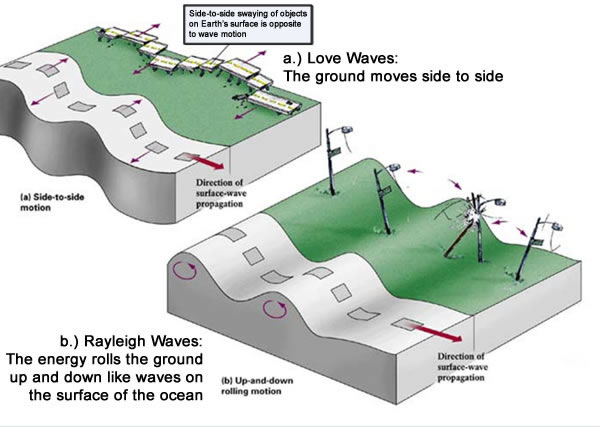 Side-to-side swaying of objects
on Earth's surface is opposite
to wave motion
a.) Love Waves:
The ground moves side to side
Direction of
surface-wave
propagation
(a) Side-to-side
motion
b.) Rayleigh Waves:
The energy rolls the ground
up and down like waves on
the surface of the ocean
(b) Up-and-down
rolling motion
Direction of
surface-wave
propagation